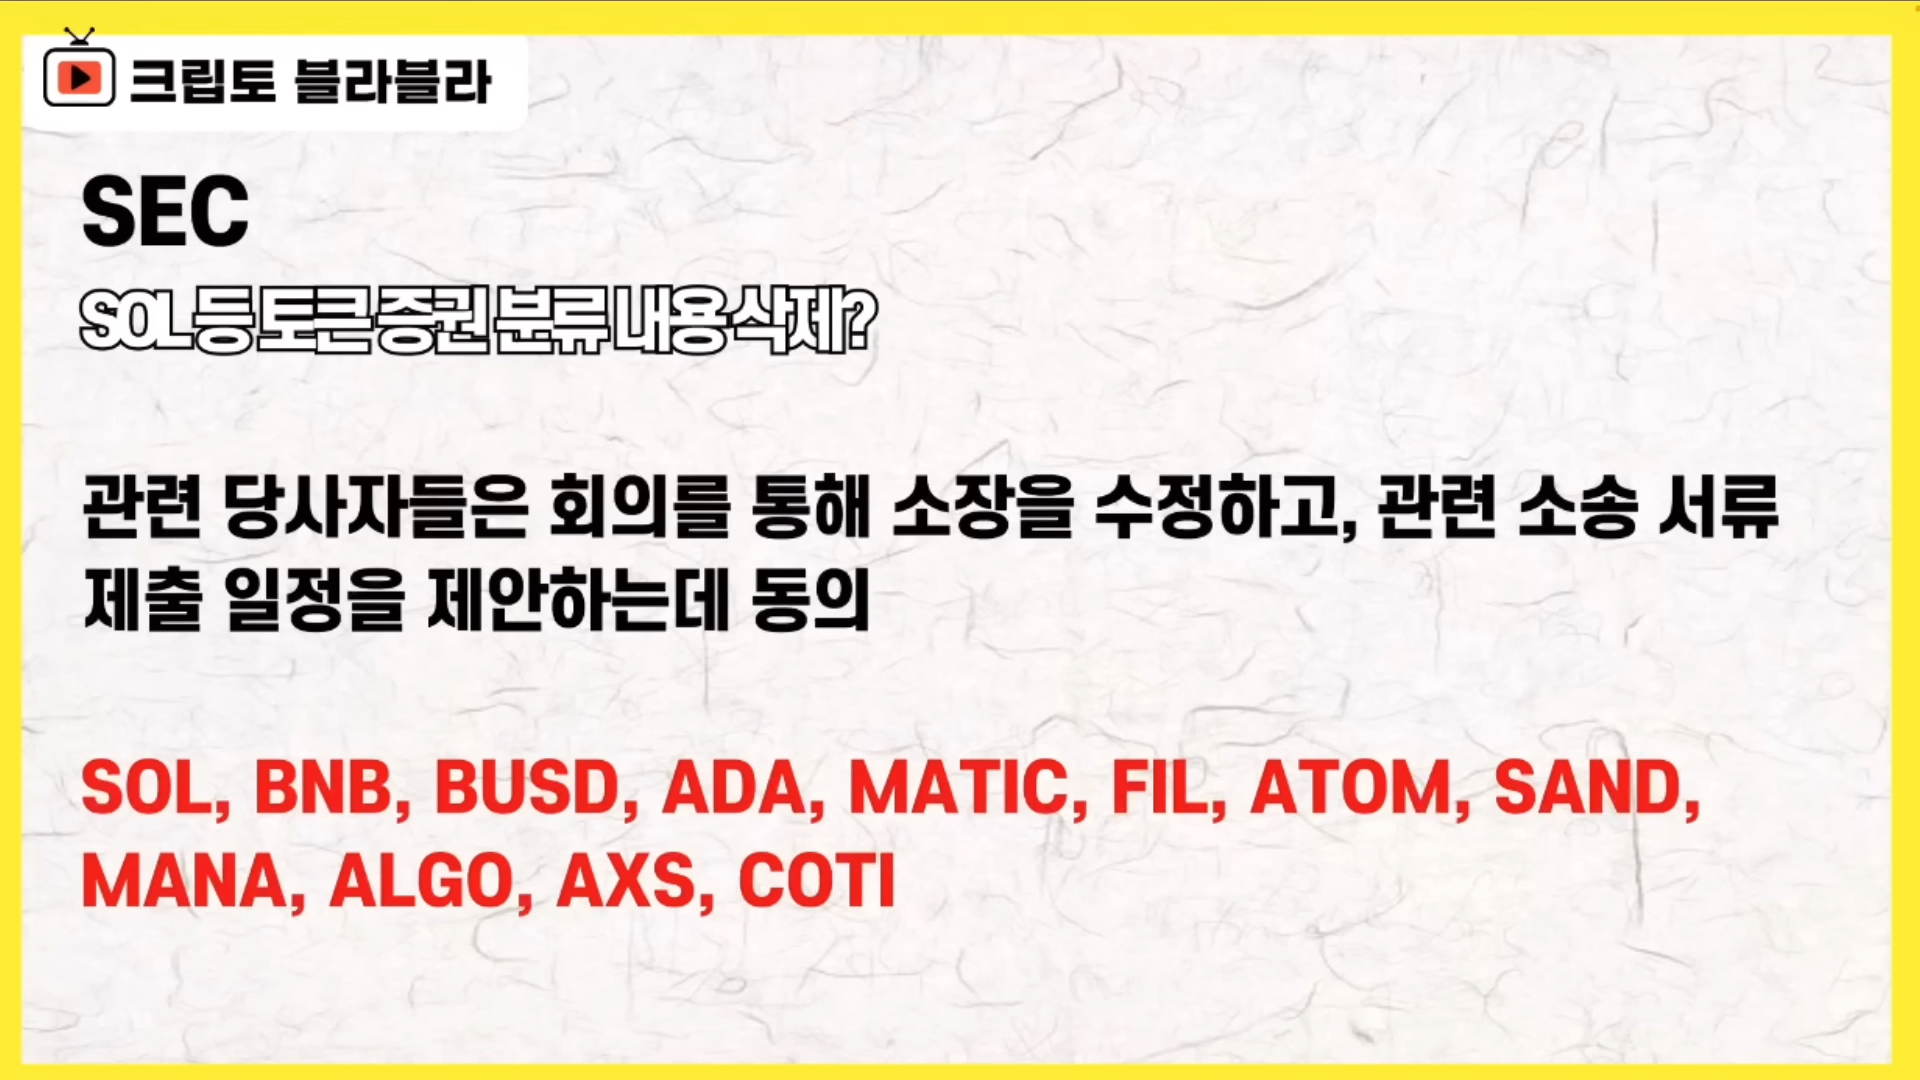 크립토 블라블라
SEC
SOL 등 토큰 증권 분류 내용 삭제?
관련 당사자들은 회의를 통해 소장을 수정하고, 관련 소송 서류
제출 일정을 제안하는데 동의
SOL, BNB, BUSD, ADA, MATIC, FIL, ATOM, SAND,
MANA, ALGO, AXS, COTI